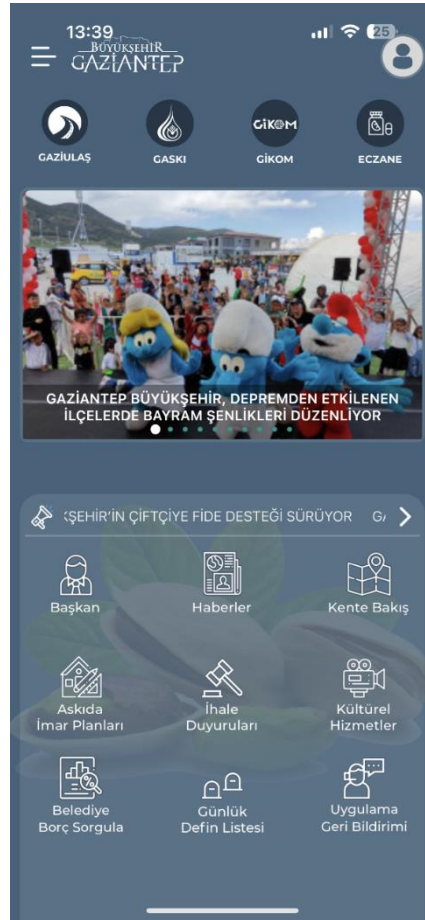 13:39
25
BÜYÜKŞEHİR
GAZİANTEP
GAZİULAŞ
GASKI
GİKOM
GİKOM
ECZANE
GAZİANTEP BÜYÜKŞEHİR, DEPREMDEN ETKİLENEN
İLÇELERDE BAYRAM ŞENLİKLERİ DÜZENLİYOR
ŞEHİR'İN ÇİFTÇİYE FİDE DESTEĞİ SÜRÜYOR
Başkan
Haberler
Kente Bakış
Askıda
İmar Planları
İhale
Duyuruları
Kültürel
Hizmetler
Belediye
Borç Sorgula
Günlük
Defin Listesi
Uygulama
Geri Bildirimi